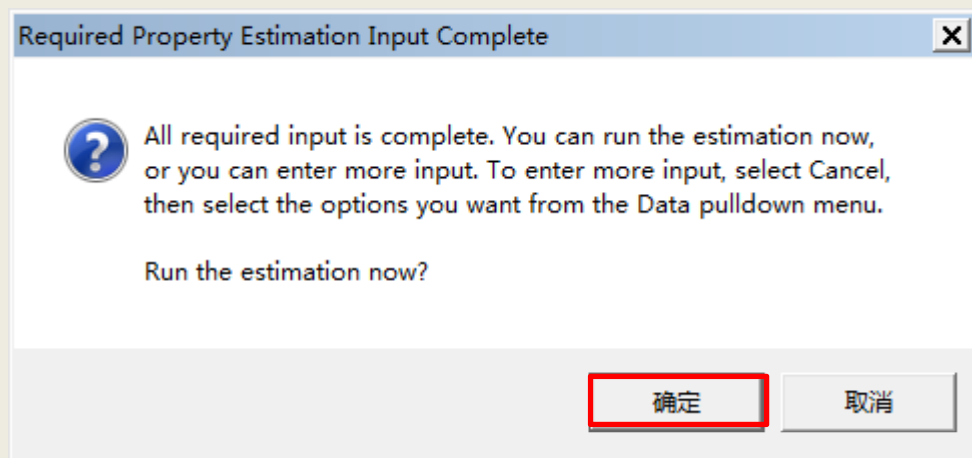 Required Property Estimation Input Complete
All required input is complete. You can run the estimation now,
or you can enter more input. To enter more input, select Cancel,
then select the options you want from the Data pulldown menu.
Run the estimation now?
确定
取消